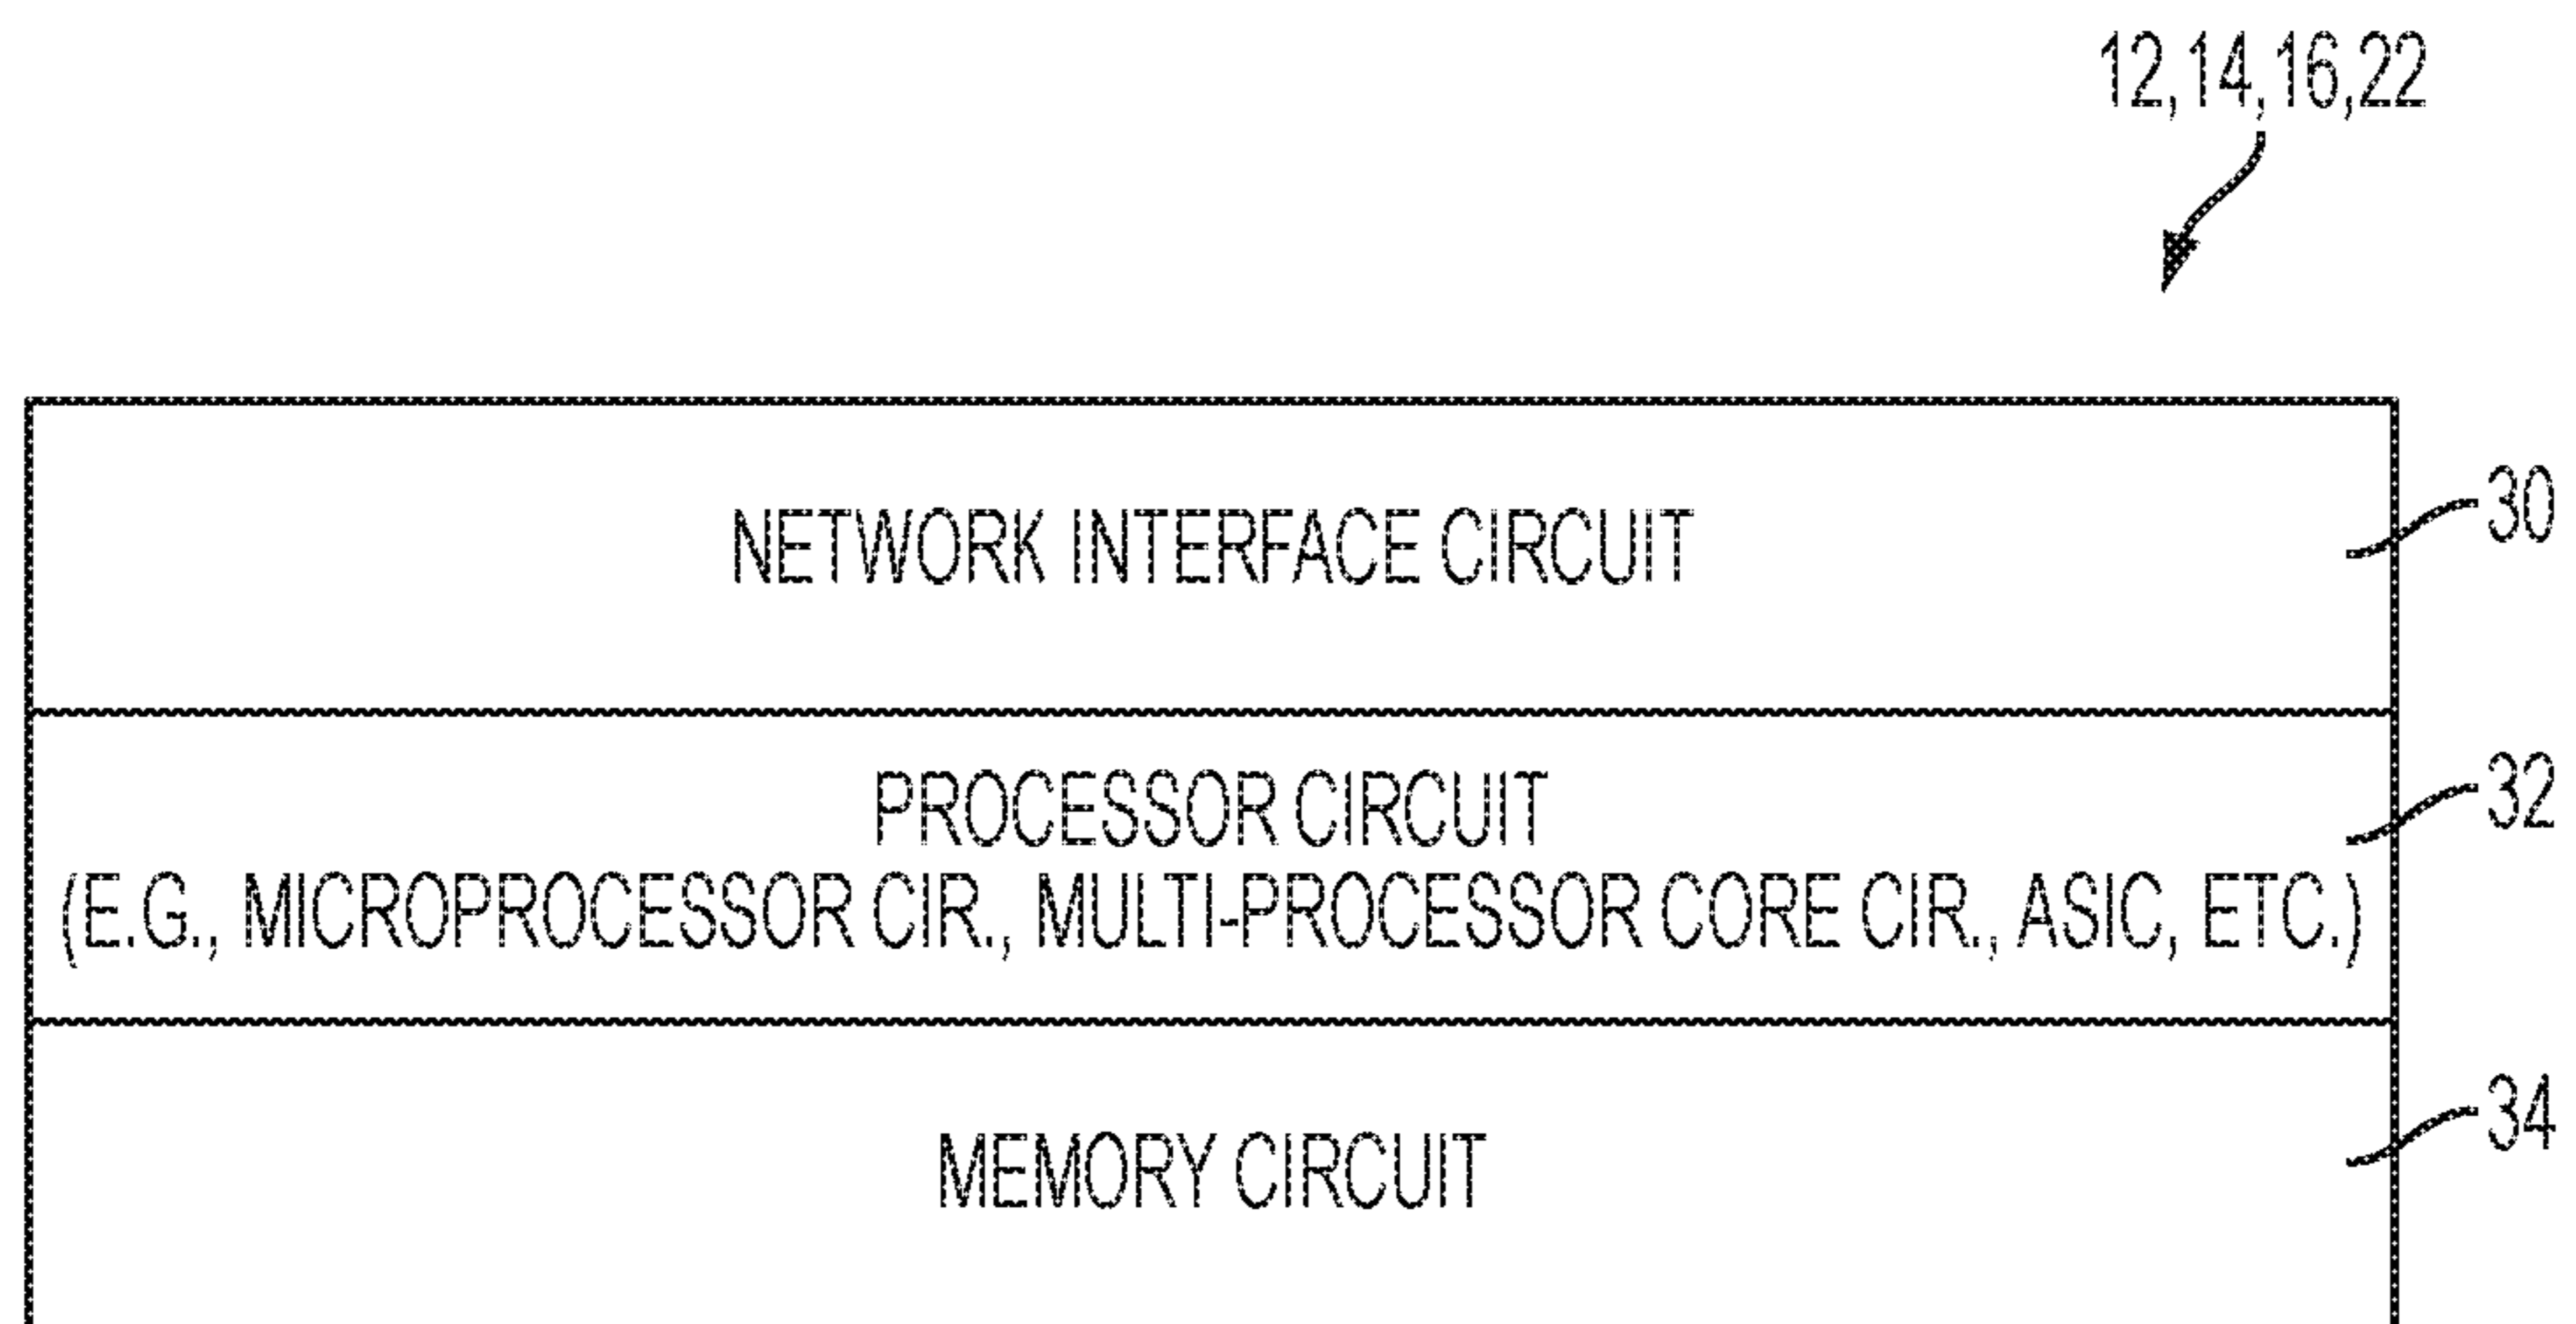 12,14,16,22
NETWORK INTERFACE CIRCUIT
30
PROCESSOR CIRCUIT
32
(E.G., MICROPROCESSOR CIR., MULTI-PROCESSOR CORE CIR., ASIC, ETC.)
MEMORY CIRCUIT
34